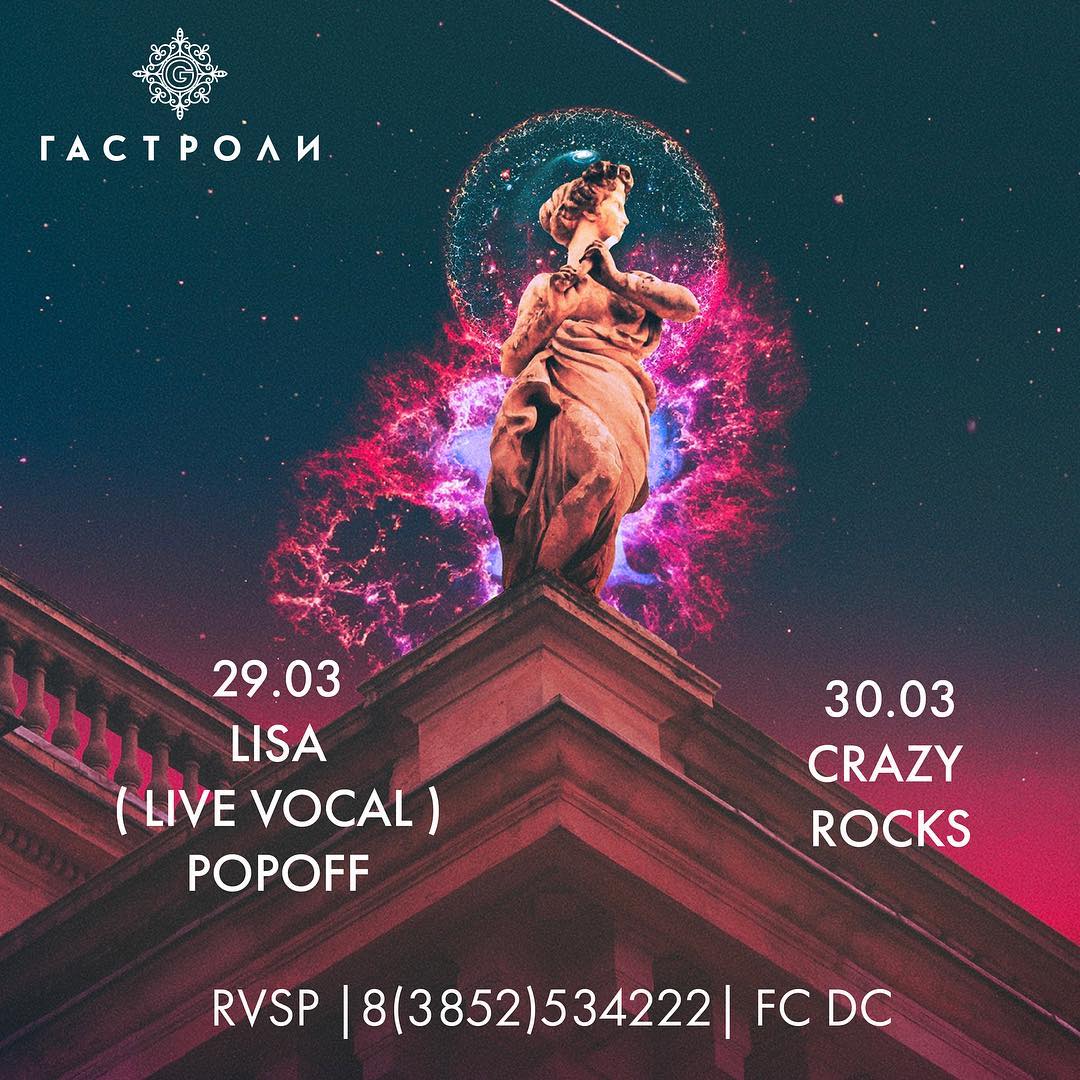 G
ГАСТРОЛИ
29.03
LISA
( LIVE VOCAL )
POPOFF
30.03
CRAZY
ROCKS
RVSP |8(3852)534222| FC DC